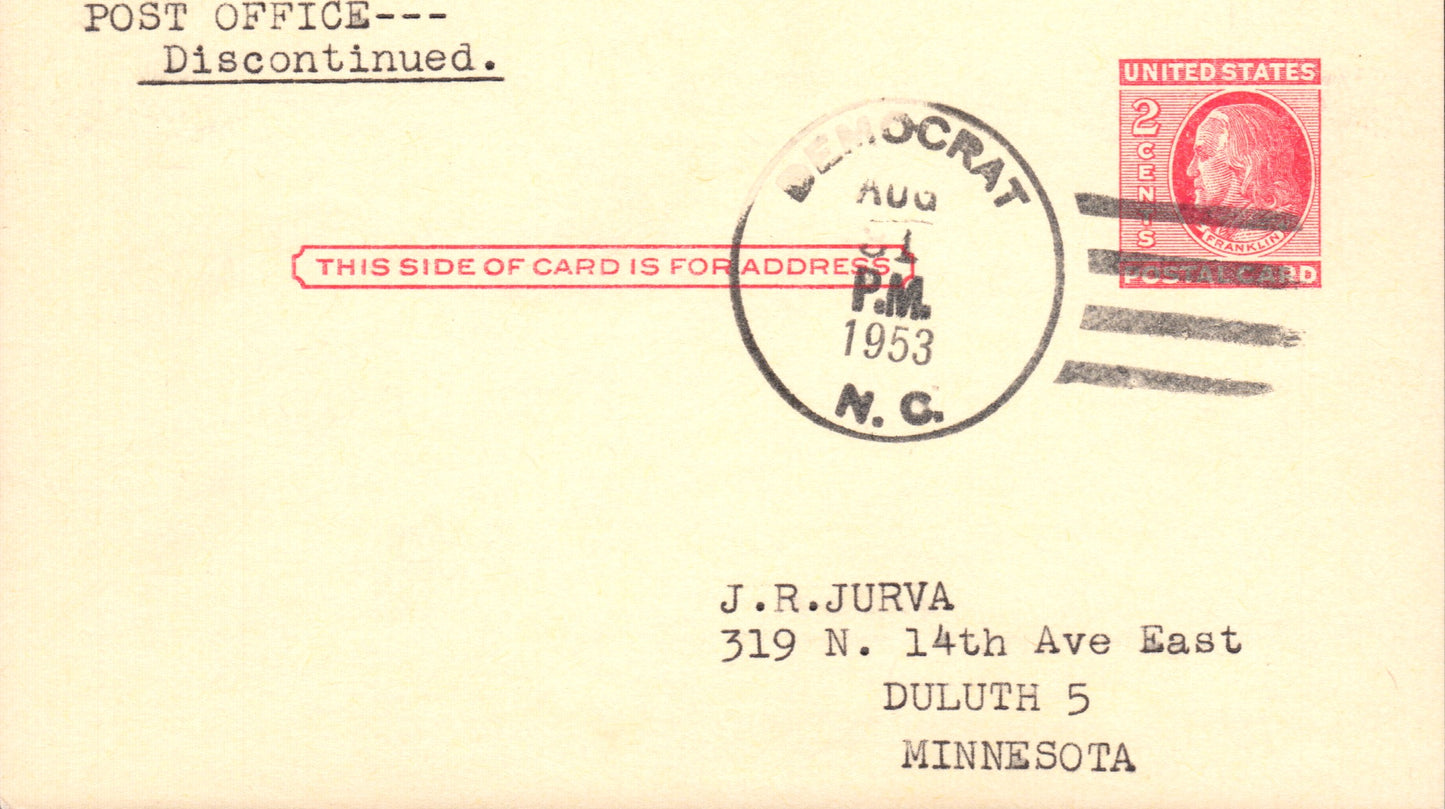 POST OFFICE---
Discontinued.
UNITED STATES
2
CENTS
FRANKLIN
POSTAL CARD
THIS SIDE OF CARD IS FOR ADDRESS
DEMOCRAT
AUG
31
P.M.
1953
N. C.
J.R.JURVA
319 N. 14th Ave East
DULUTH 5
MINNESOTA